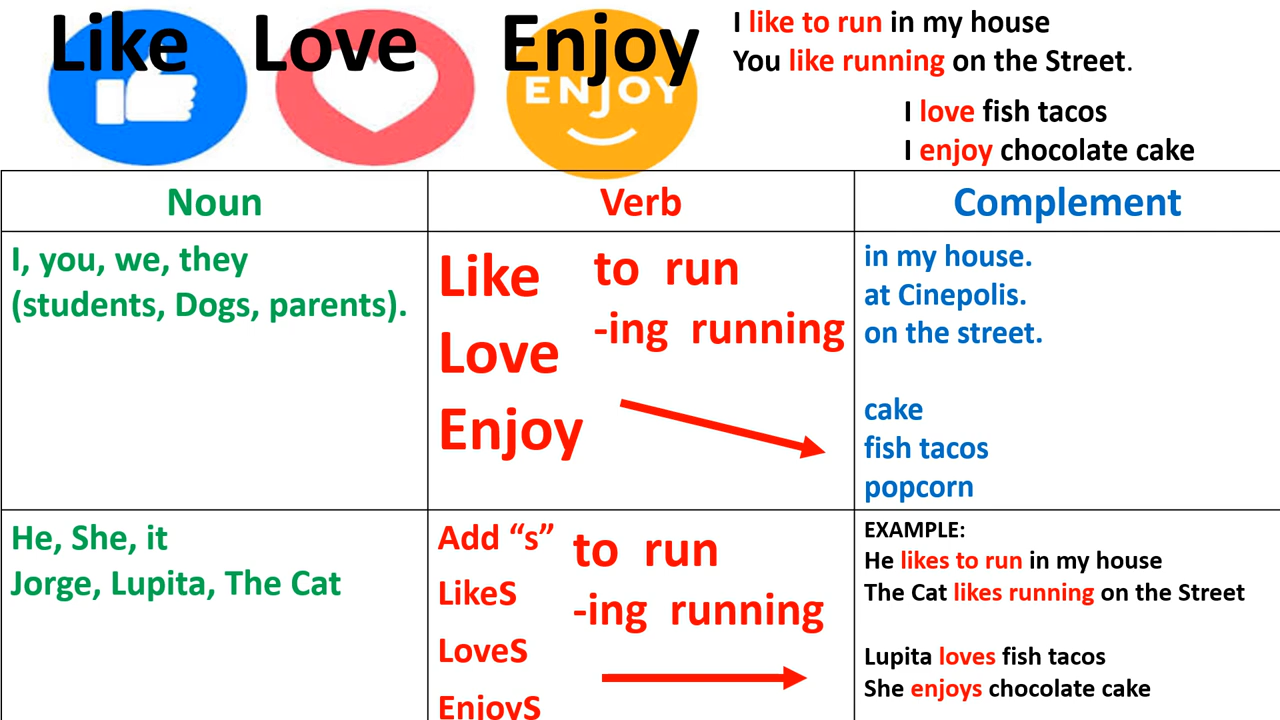 Like Love Enjoy
ENJOY
I like to run in my house
You like running on the Street.
I love fish tacos
I enjoy chocolate cake
Noun Verb Complement
I, you, we, they
(students, Dogs, parents).
Like
Love
Enjoy
to run
-ing running
in my house.
at Cinepolis.
on the street.
cake
fish tacos
popcorn
He, She, it
Jorge, Lupita, The Cat
Add “s”
LikeS
LoveS
EnjoyS
to run
-ing running
EXAMPLE:
He likes to run in my house
The Cat likes running on the Street
Lupita loves fish tacos
She enjoys chocolate cake